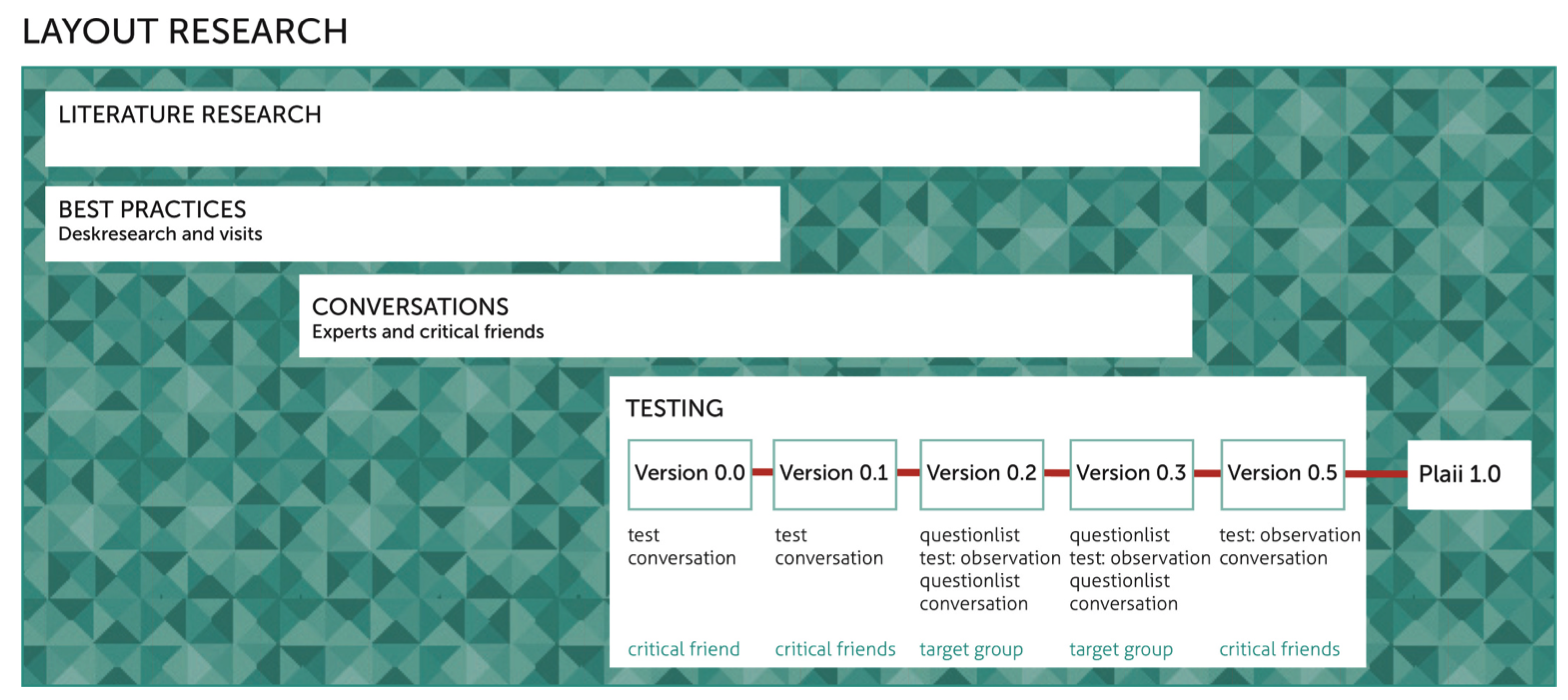 LAYOUT RESEARCH
LITERATURE RESEARCH
BEST PRACTICES
Deskresearch and visits
CONVERSATIONS
Experts and critical friends
TESTING
Version 0.0
test
conversation
critical friend
Version 0.1
test
conversation
critical friends
Version 0.2
questionlist
test: observation
questionlist
conversation
target group
Version 0.3
questionlist
test: observation
questionlist
conversation
target group
Version 0.5
test: observation
conversation
critical friends
Plaii 1.0